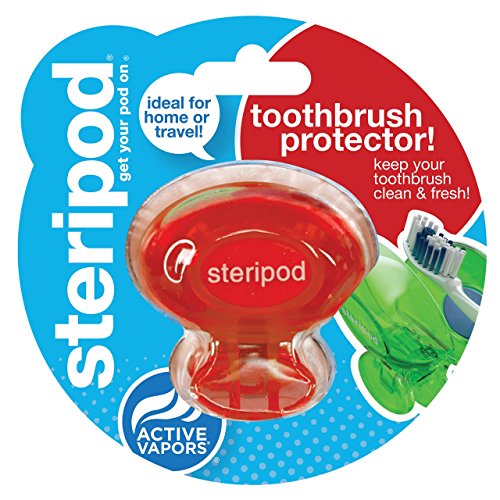 steripod®
get your pod on®
ideal for
home or
travel!
toothbrush
protector!
keep your
toothbrush
clean & fresh!
steripod
steripod
ACTIVE
VAPORS®